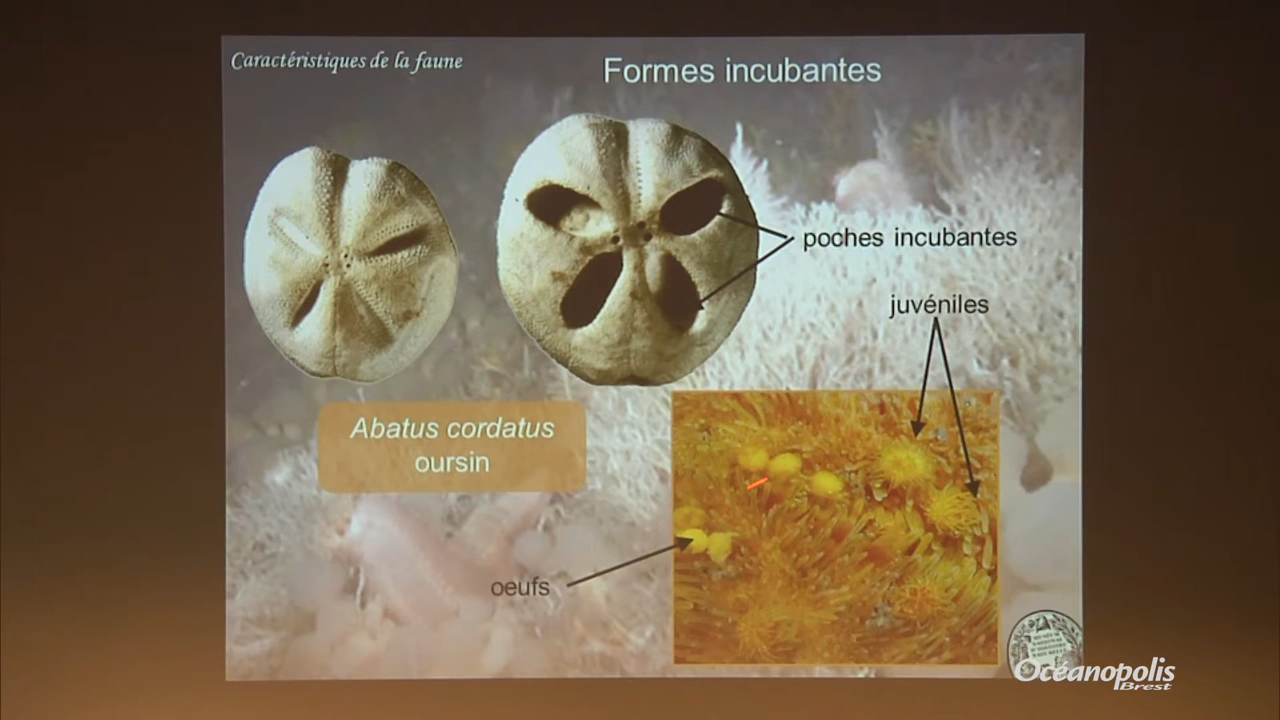 Caractéristiques de la faune
Formes incubantes
poches incubantes
juvéniles
Abatus cordatus
oursin
oeufs
Océanopolis
Brest